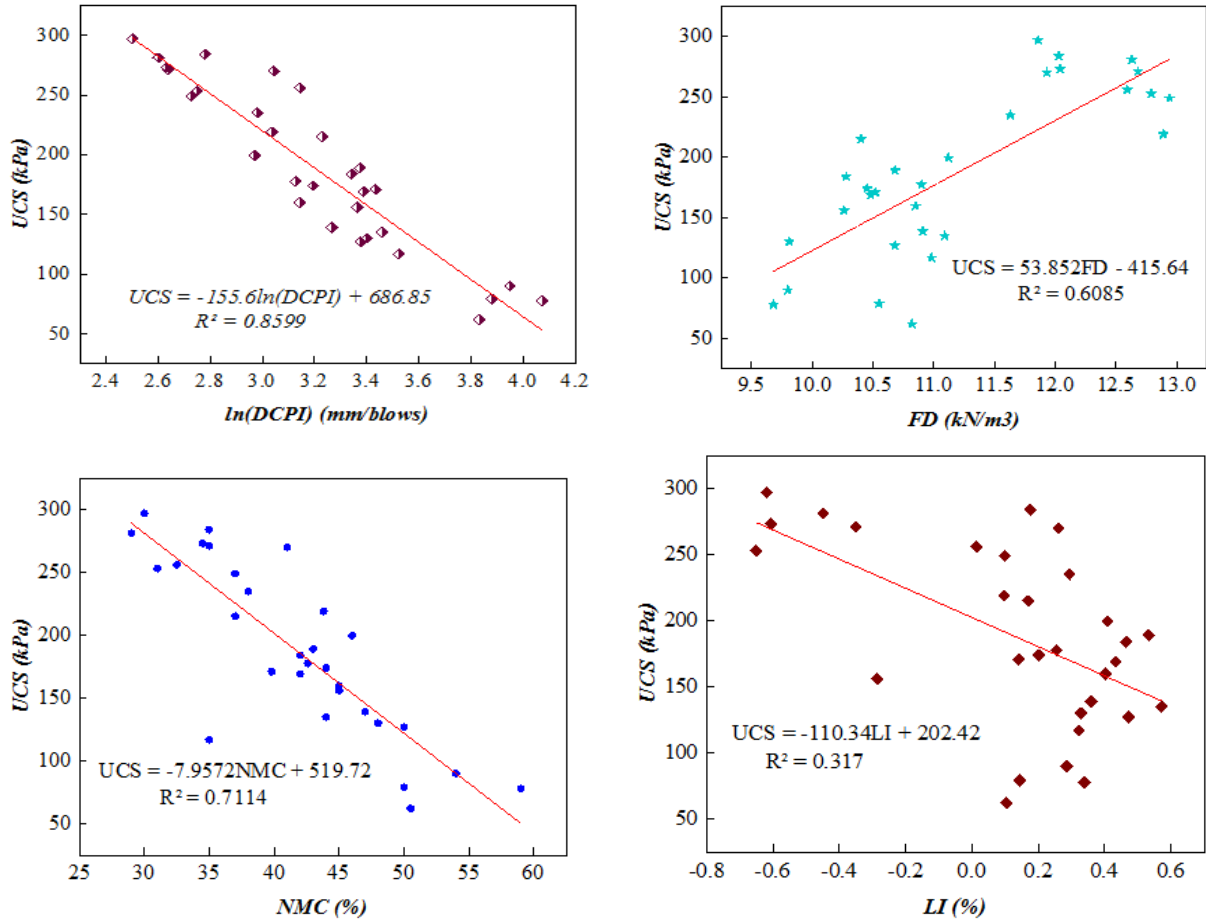 300
250
200
150
100
50
UCS (kPa)
UCS = -155.6ln(DCPI) + 686.85
R² = 0.8599
2.4 2.6 2.8 3.0 3.2 3.4 3.6 3.8 4.0 4.2
ln(DCPI) (mm/blows)
300
250
200
150
100
50
UCS (kPa)
UCS = 53.852FD - 415.64
R² = 0.6085
9.5 10.0 10.5 11.0 11.5 12.0 12.5 13.0
FD (kN/m3)
300
250
200
150
100
50
UCS (kPa)
UCS = -7.9572NMC + 519.72
R² = 0.7114
25 30 35 40 45 50 55 60
NMC (%)
300
250
200
150
100
50
UCS (kPa)
UCS = -110.34LI + 202.42
R² = 0.317
-0.8 -0.6 -0.4 -0.2 0.0 0.2 0.4 0.6
LI (%)